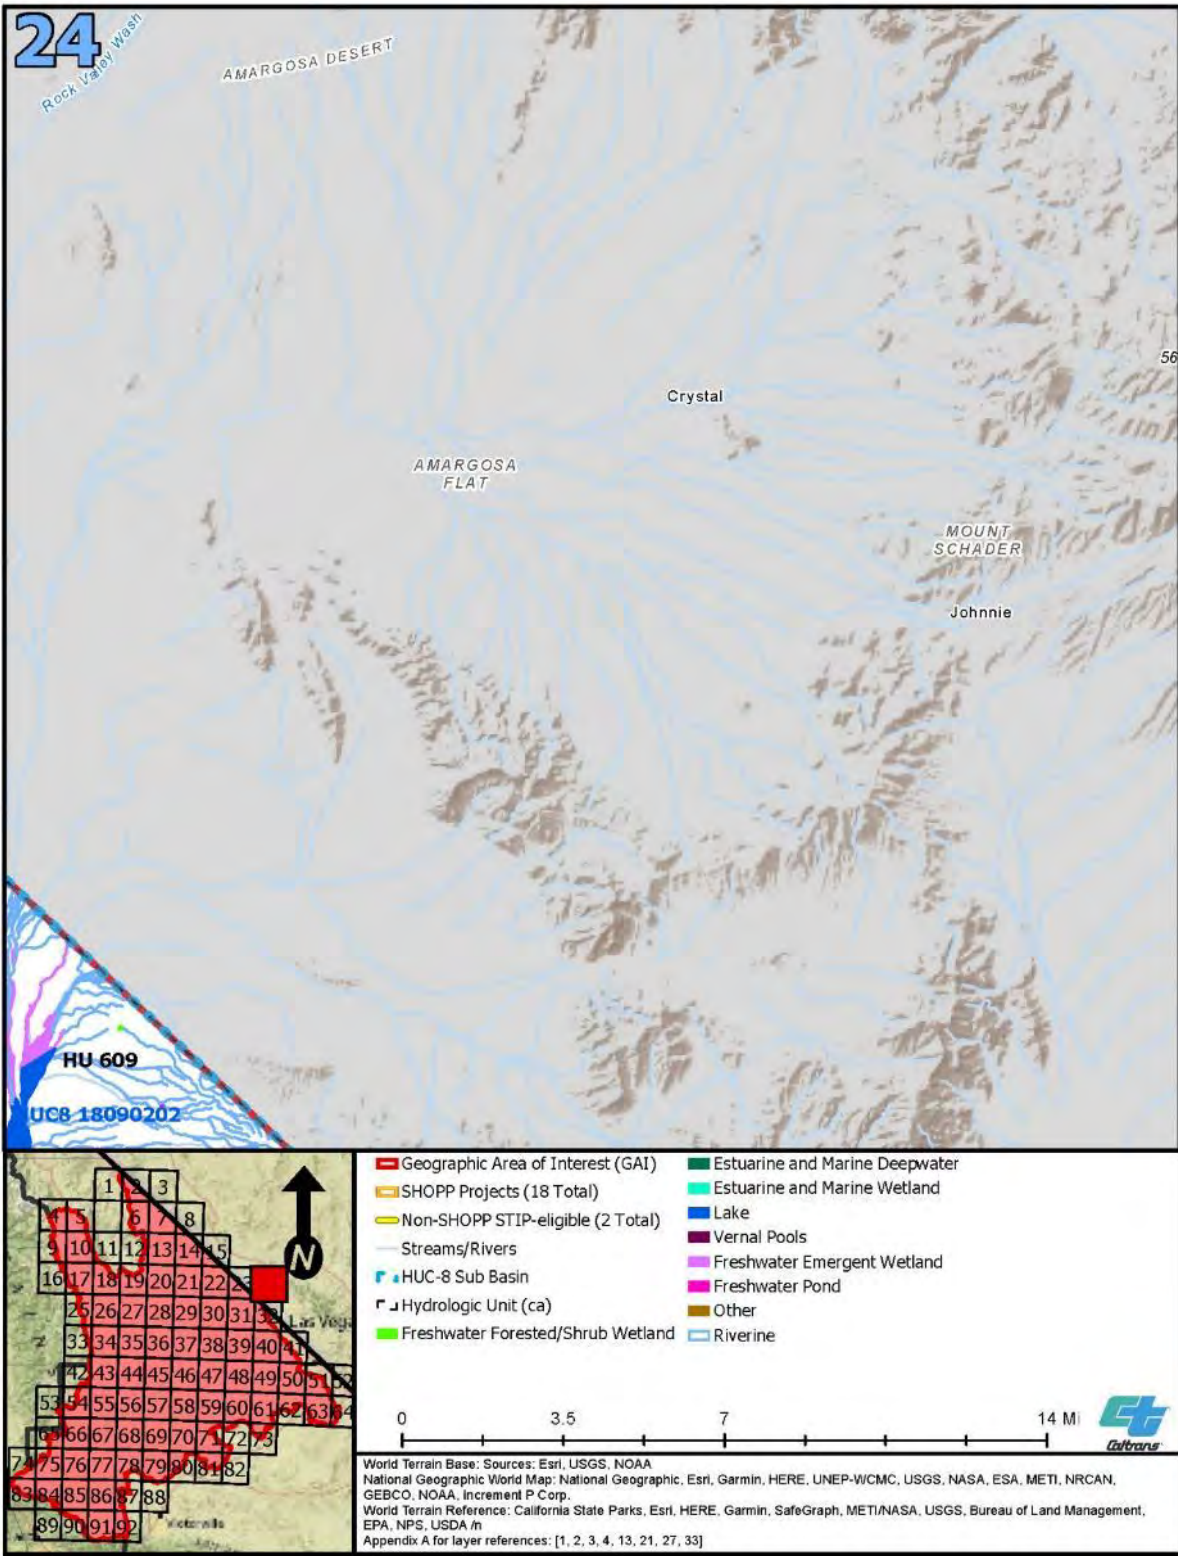 24
Rock Valley Wash
AMARGOSA DESERT
56
Crystal
AMARGOSA
FLAT
MOUNT
SCHADER
Johnnie
HU 609
UC8 18090202
1 2 3
4 5 6 7 8
9 10 11 12 13 14 15
16 17 18 19 20 21 22 23
25 26 27 28 29 30 31 32
Las Vega
33 34 35 36 37 38 39 40 41
42 43 44 45 46 47 48 49 50 51 52
53 54 55 56 57 58 59 60 61 62 63 64
65 66 67 68 69 70 71 72 73
74 75 76 77 78 79 80 81 82
83 84 85 86 87 88
89 90 91 92
Victorville
N
Geographic Area of Interest (GAI)
SHOPP Projects (18 Total)
Non-SHOPP STIP-eligible (2 Total)
Streams/Rivers
HUC-8 Sub Basin
Hydrologic Unit (ca)
Freshwater Forested/Shrub Wetland
Estuarine and Marine Deepwater
Estuarine and Marine Wetland
Lake
Vernal Pools
Freshwater Emergent Wetland
Freshwater Pond
Other
Riverine
0 3.5 7 14 Mi
ct
Caltrans
World Terrain Base: Sources: Esri, USGS, NOAA
National Geographic World Map: National Geographic, Esri, Garmin, HERE, UNEP-WCMC, USGS, NASA, ESA, METI, NRCAN,
GEBCO, NOAA, increment P Corp.
World Terrain Reference: California State Parks, Esri, HERE, Garmin, SafeGraph, METI/NASA, USGS, Bureau of Land Management,
EPA, NPS, USDA /n
Appendix A for layer references: [1, 2, 3, 4, 13, 21, 27, 33]